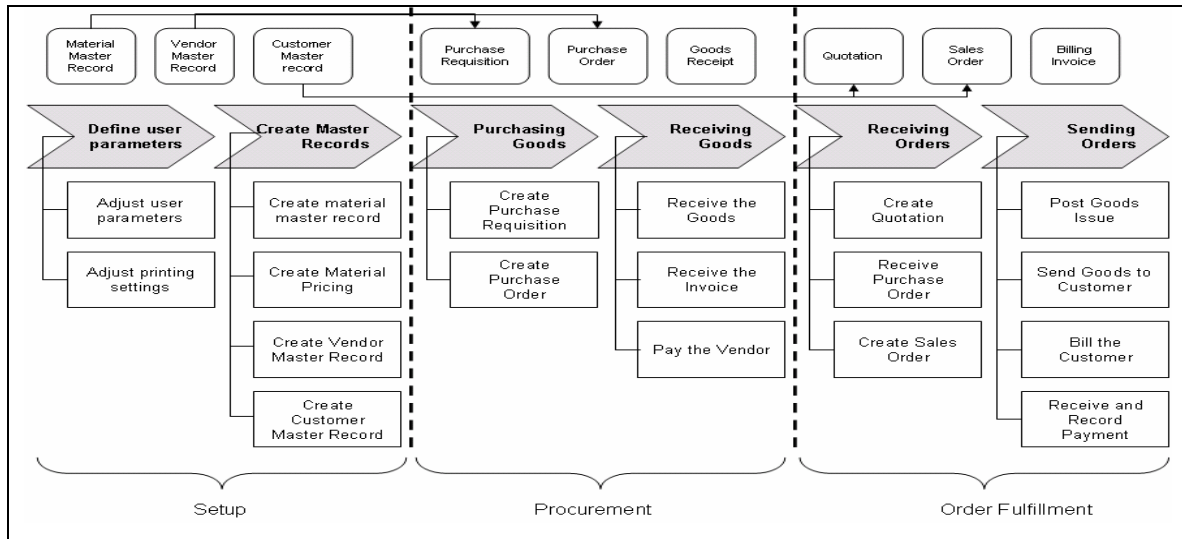 Material
Master
Record
Vendor
Master
Record
Customer
Master
record
Purchase
Requisition
Purchase
Order
Goods
Receipt
Quotation
Sales
Order
Billing
Invoice
Define user
parameters
Create Master
Records
Purchasing
Goods
Receiving
Goods
Receiving
Orders
Sending
Orders
Adjust user
parameters
Adjust printing
settings
Create material
master record
Create Material
Pricing
Create Vendor
Master Record
Create
Customer
Master Record
Create
Purchase
Requisition
Create
Purchase
Order
Receive the
Goods
Receive the
Invoice
Pay the Vendor
Create
Quotation
Receive
Purchase
Order
Create Sales
Order
Post Goods
Issue
Send Goods to
Customer
Bill the
Customer
Receive and
Record
Payment
Setup
Procurement
Order Fulfillment